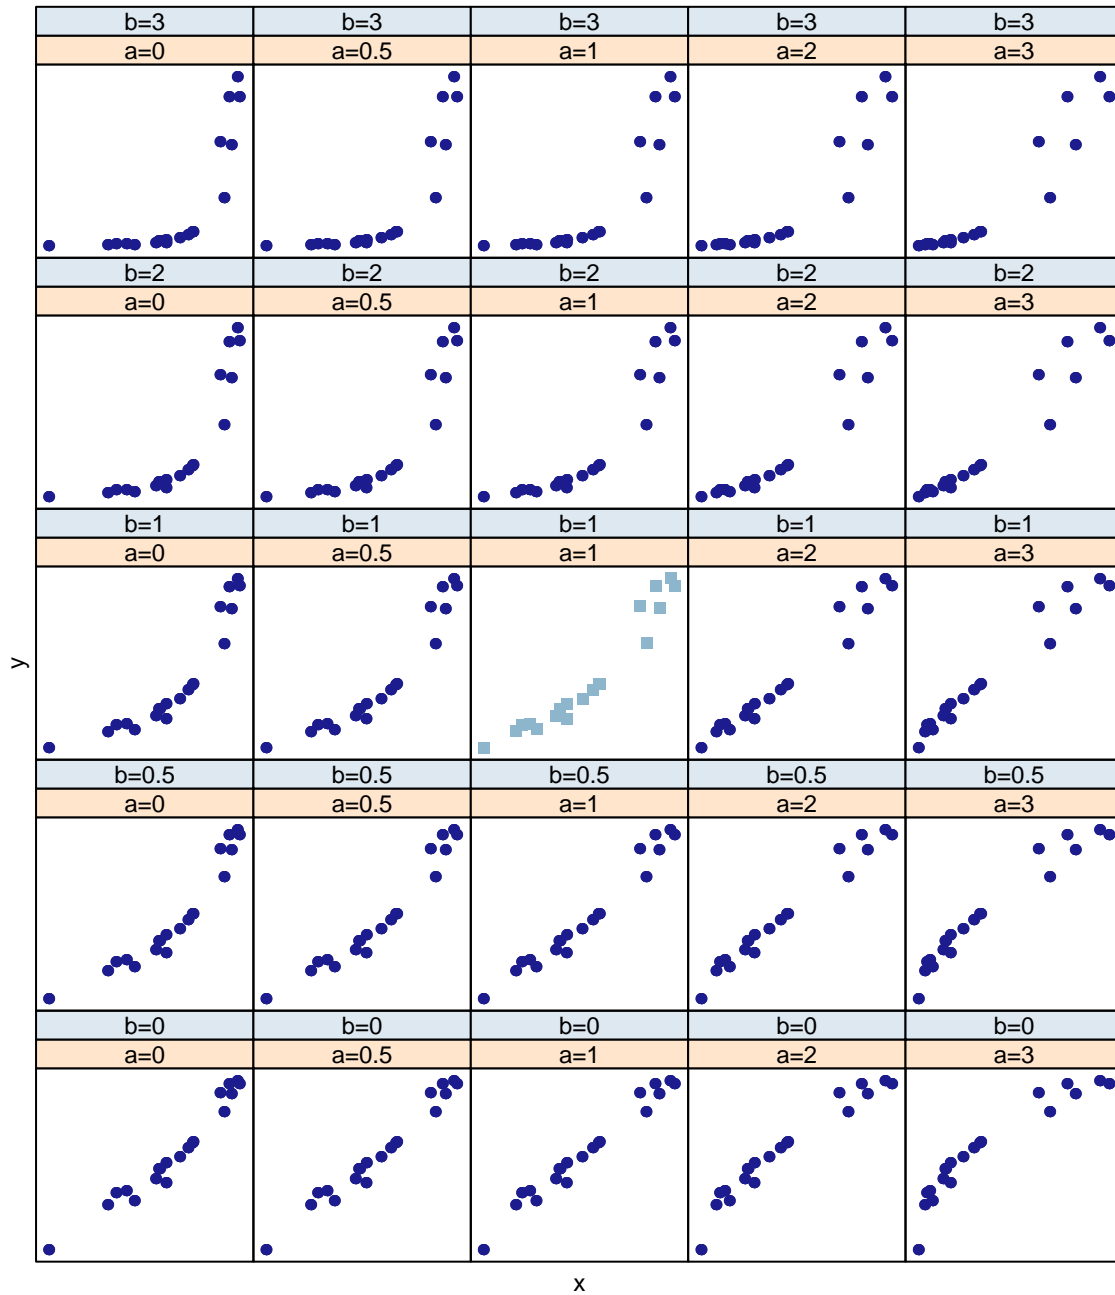 b=3 b=3 b=3 b=3 b=3
a=0 a=0.5 a=1 a=2 a=3
b=2 b=2 b=2 b=2 b=2
a=0 a=0.5 a=1 a=2 a=3
b=1 b=1 b=1 b=1 b=1
a=0 a=0.5 a=1 a=2 a=3
y
b=0.5 b=0.5 b=0.5 b=0.5 b=0.5
a=0 a=0.5 a=1 a=2 a=3
b=0 b=0 b=0 b=0 b=0
a=0 a=0.5 a=1 a=2 a=3
x